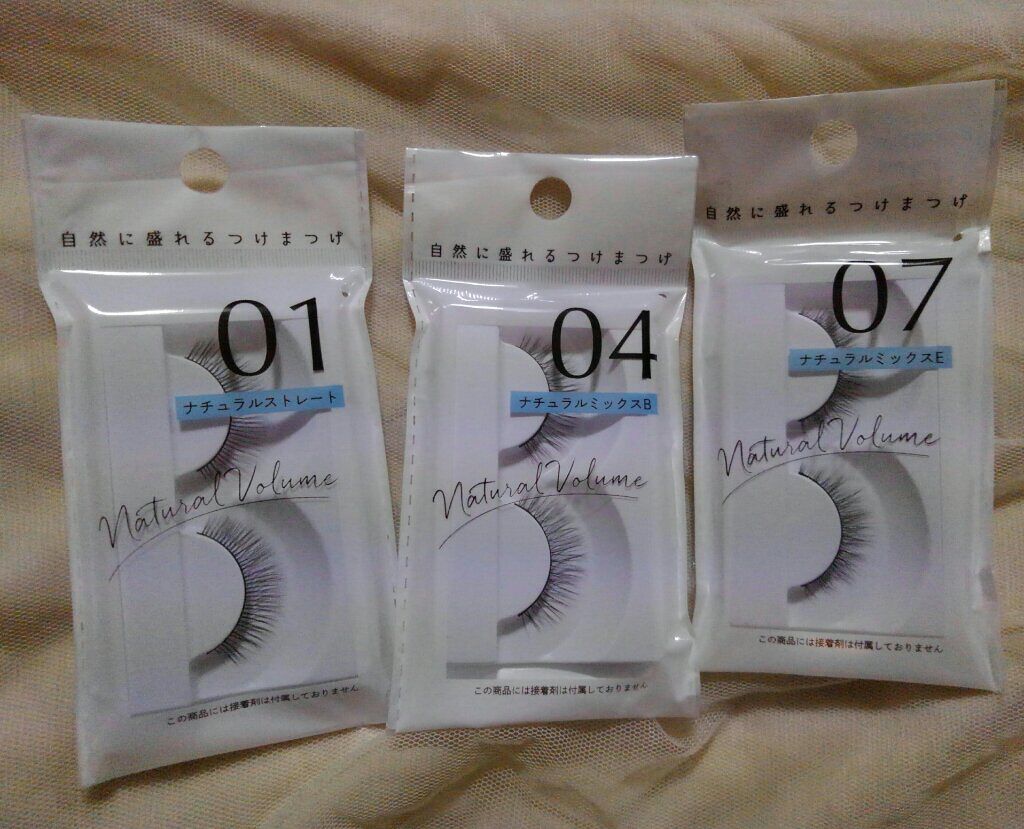 自然に盛れるつけまつげ
01
ナチュラルストレート
Natural Volume
この商品には接着剤は付属しておりません
自然に盛れるつけまつげ
04
ナチュラルミックスB
Natural Volume
この商品には接着剤は付属しておりません
自然に盛れるつけまつげ
07
ナチュラルミックスE
Natural Volume
この商品には接着剤は付属しておりません